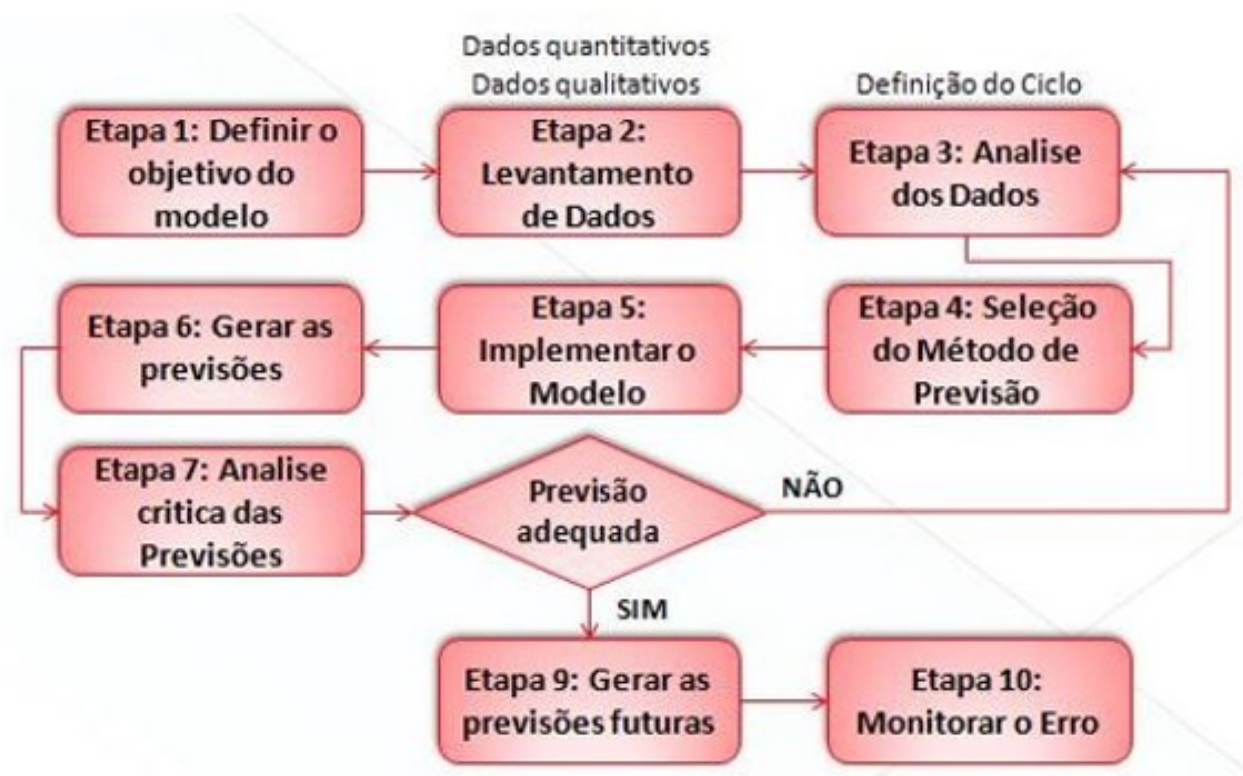 Dados quantitativos
Dados qualitativos
Definição do Ciclo
Etapa 1: Definir o
objetivo do
modelo
Etapa 2:
Levantamento
de Dados
Etapa 3: Analise
dos Dados
Etapa 4: Seleção
do Método de
Previsão
Etapa 5:
Implementar o
Modelo
Etapa 6: Gerar as
previsões
Etapa 7: Analise
critica das
Previsões
Previsão
adequada
NÃO
SIM
Etapa 9: Gerar as
previsões futuras
Etapa 10:
Monitorar o Erro